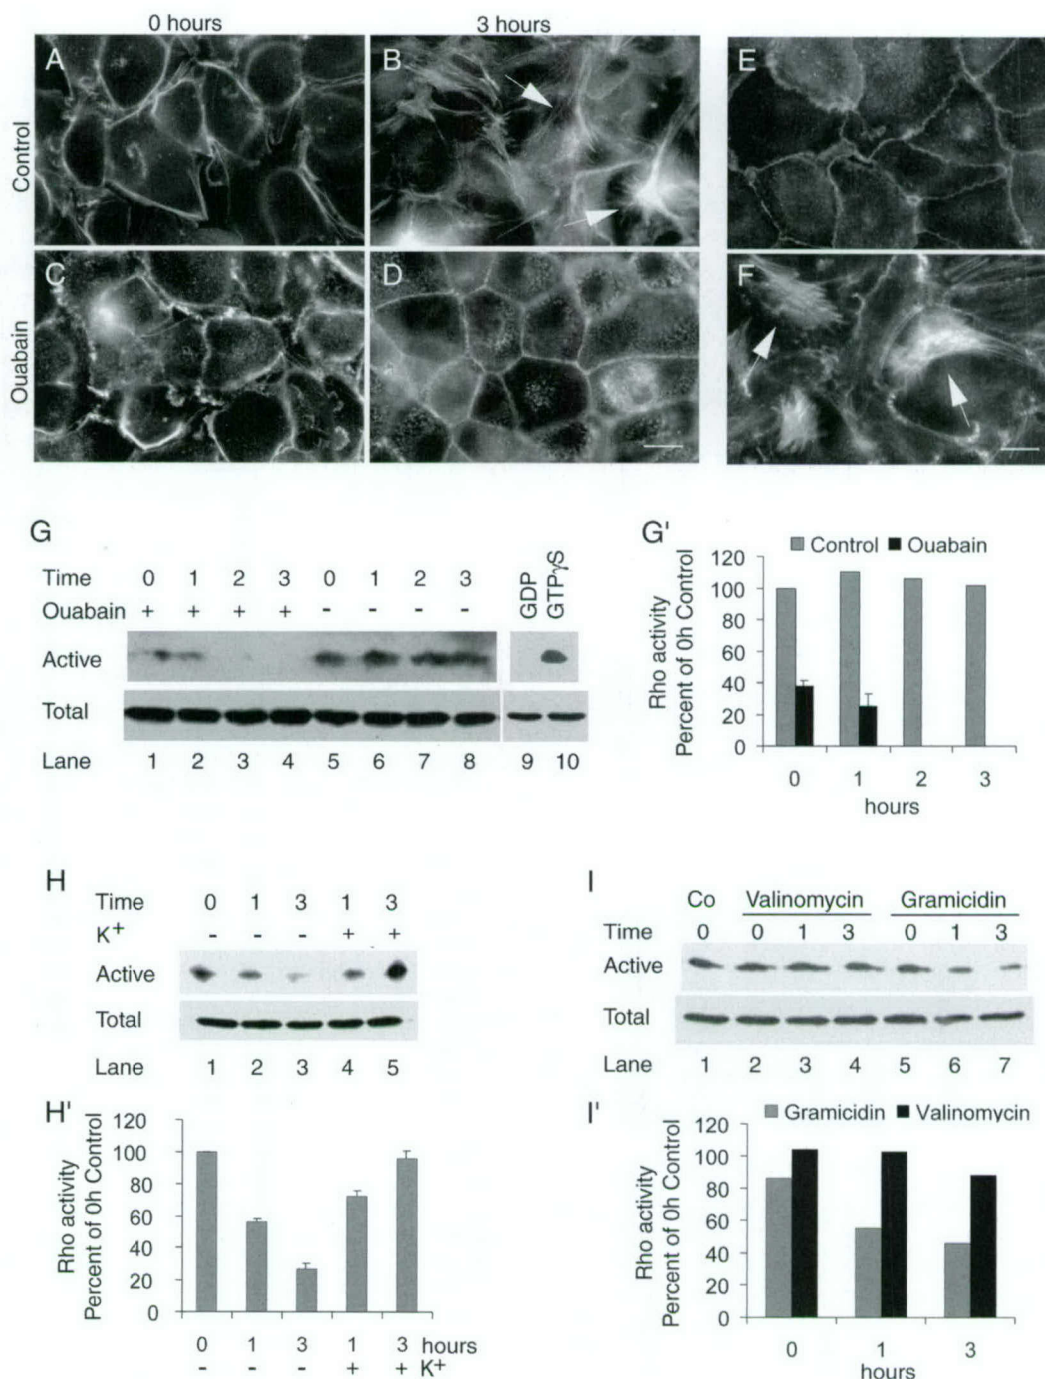 0 hours 3 hours
A B E
Control
C D F
Ouabain
G
Time 0 1 2 3 0 1 2 3 GDP GTPγS
Ouabain + + + + - - - -
Active
Total
Lane 1 2 3 4 5 6 7 8 9 10
G'
Control Ouabain
Rho activity
Percent of 0h Control
120
100
80
60
40
20
0
0 1 2 3
hours
H
Time 0 1 3 1 3
K+ - - - + +
Active
Total
Lane 1 2 3 4 5
I
Co Valinomycin Gramicidin
Time 0 0 1 3 0 1 3
Active
Total
Lane 1 2 3 4 5 6 7
H'
Rho activity
Percent of 0h Control
120
100
80
60
40
20
0
0 1 3 1 3 hours
- - - + + K+
I'
Gramicidin Valinomycin
Rho activity
Percent of 0h Control
120
100
80
60
40
20
0
0 1 3
hours